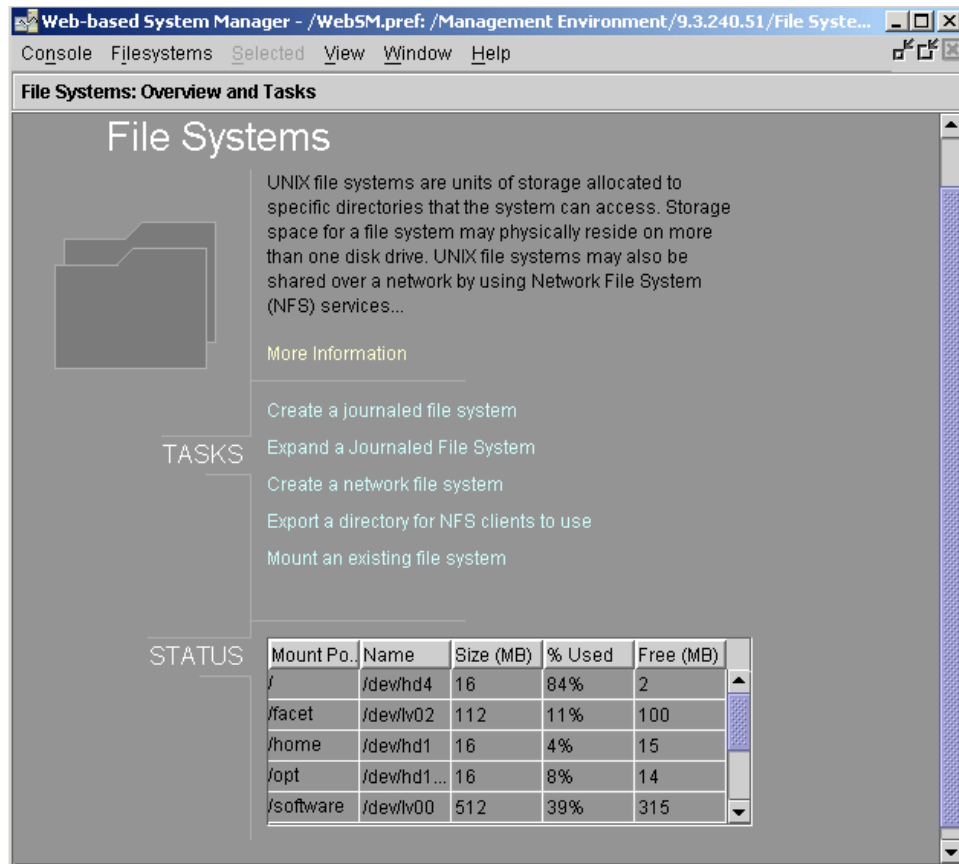 Web-based System Manager - /WebSM.pref: /Management Environment/9.3.240.51/File Syste...
Console Filesystems Selected View Window Help
File Systems: Overview and Tasks
File Systems
UNIX file systems are units of storage allocated to
specific directories that the system can access. Storage
space for a file system may physically reside on more
than one disk drive. UNIX file systems may also be
shared over a network by using Network File System
(NFS) services...
More Information
TASKS
Create a journaled file system
Expand a Journaled File System
Create a network file system
Export a directory for NFS clients to use
Mount an existing file system
STATUS
Mount Po.. Name Size (MB) % Used Free (MB)
/ /dev/hd4 16 84% 2
/facet /dev/lv02 112 11% 100
/home /dev/hd1 16 4% 15
/opt /dev/hd1... 16 8% 14
/software /dev/lv00 512 39% 315